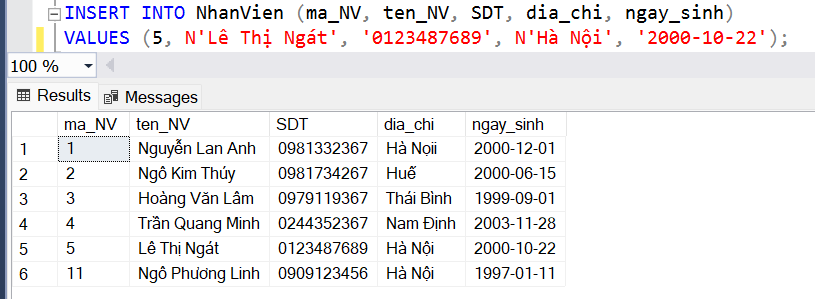 INSERT INTO NhanVien (ma_NV, ten_NV, SDT, dia_chi, ngay_sinh)
VALUES (5, N'Lê Thị Ngát', '0123487689', N'Hà Nội', '2000-10-22');
100 %
Results Messages
ma_NV ten_NV SDT dia_chi ngay_sinh
1 1 Nguyễn Lan Anh 0981332367 Hà Nọii 2000-12-01
2 2 Ngô Kim Thúy 0981734267 Huế 2000-06-15
3 3 Hoàng Văn Lâm 0979119367 Thái Bình 1999-09-01
4 4 Trần Quang Minh 0244352367 Nam Định 2003-11-28
5 5 Lê Thị Ngát 0123487689 Hà Nội 2000-10-22
6 11 Ngô Phương Linh 0909123456 Hà Nội 1997-01-11